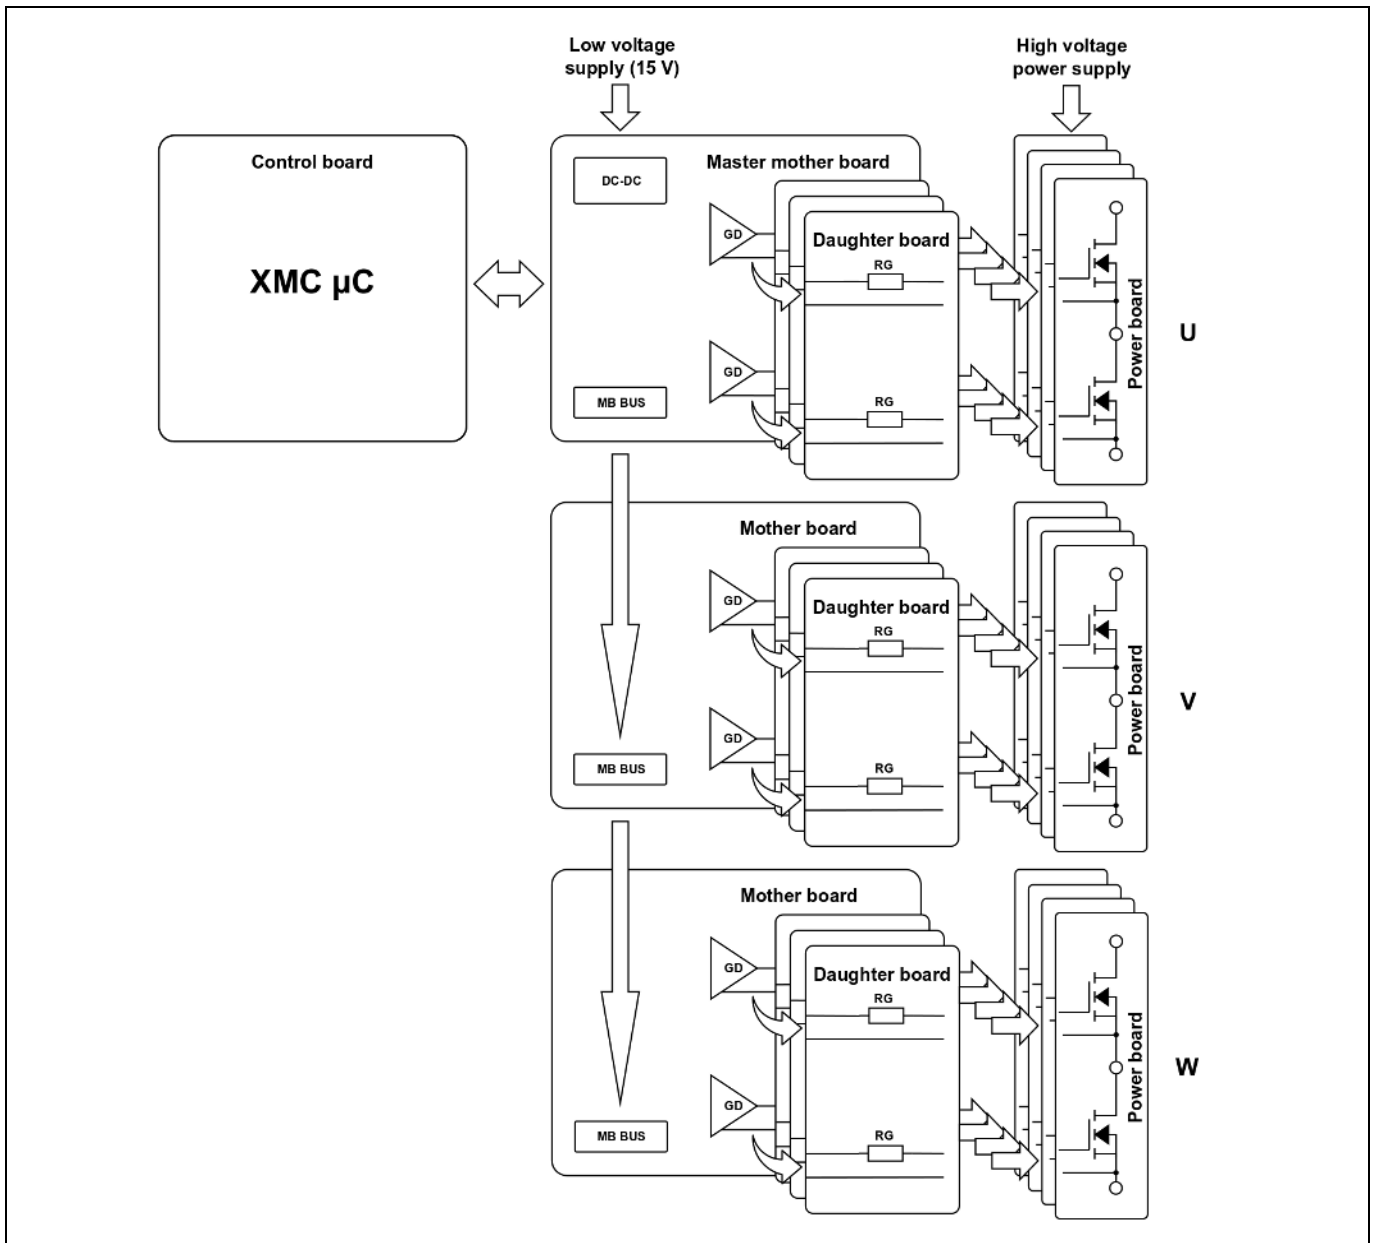 Low voltage
supply (15 V)
High voltage
power supply
Control board
XMC µC
Master mother board
DC-DC
GD
Daughter board
RG
GD
RG
MB BUS
Power board
U
Mother board
GD
Daughter board
RG
GD
RG
MB BUS
Power board
V
Mother board
GD
Daughter board
RG
GD
RG
MB BUS
Power board
W